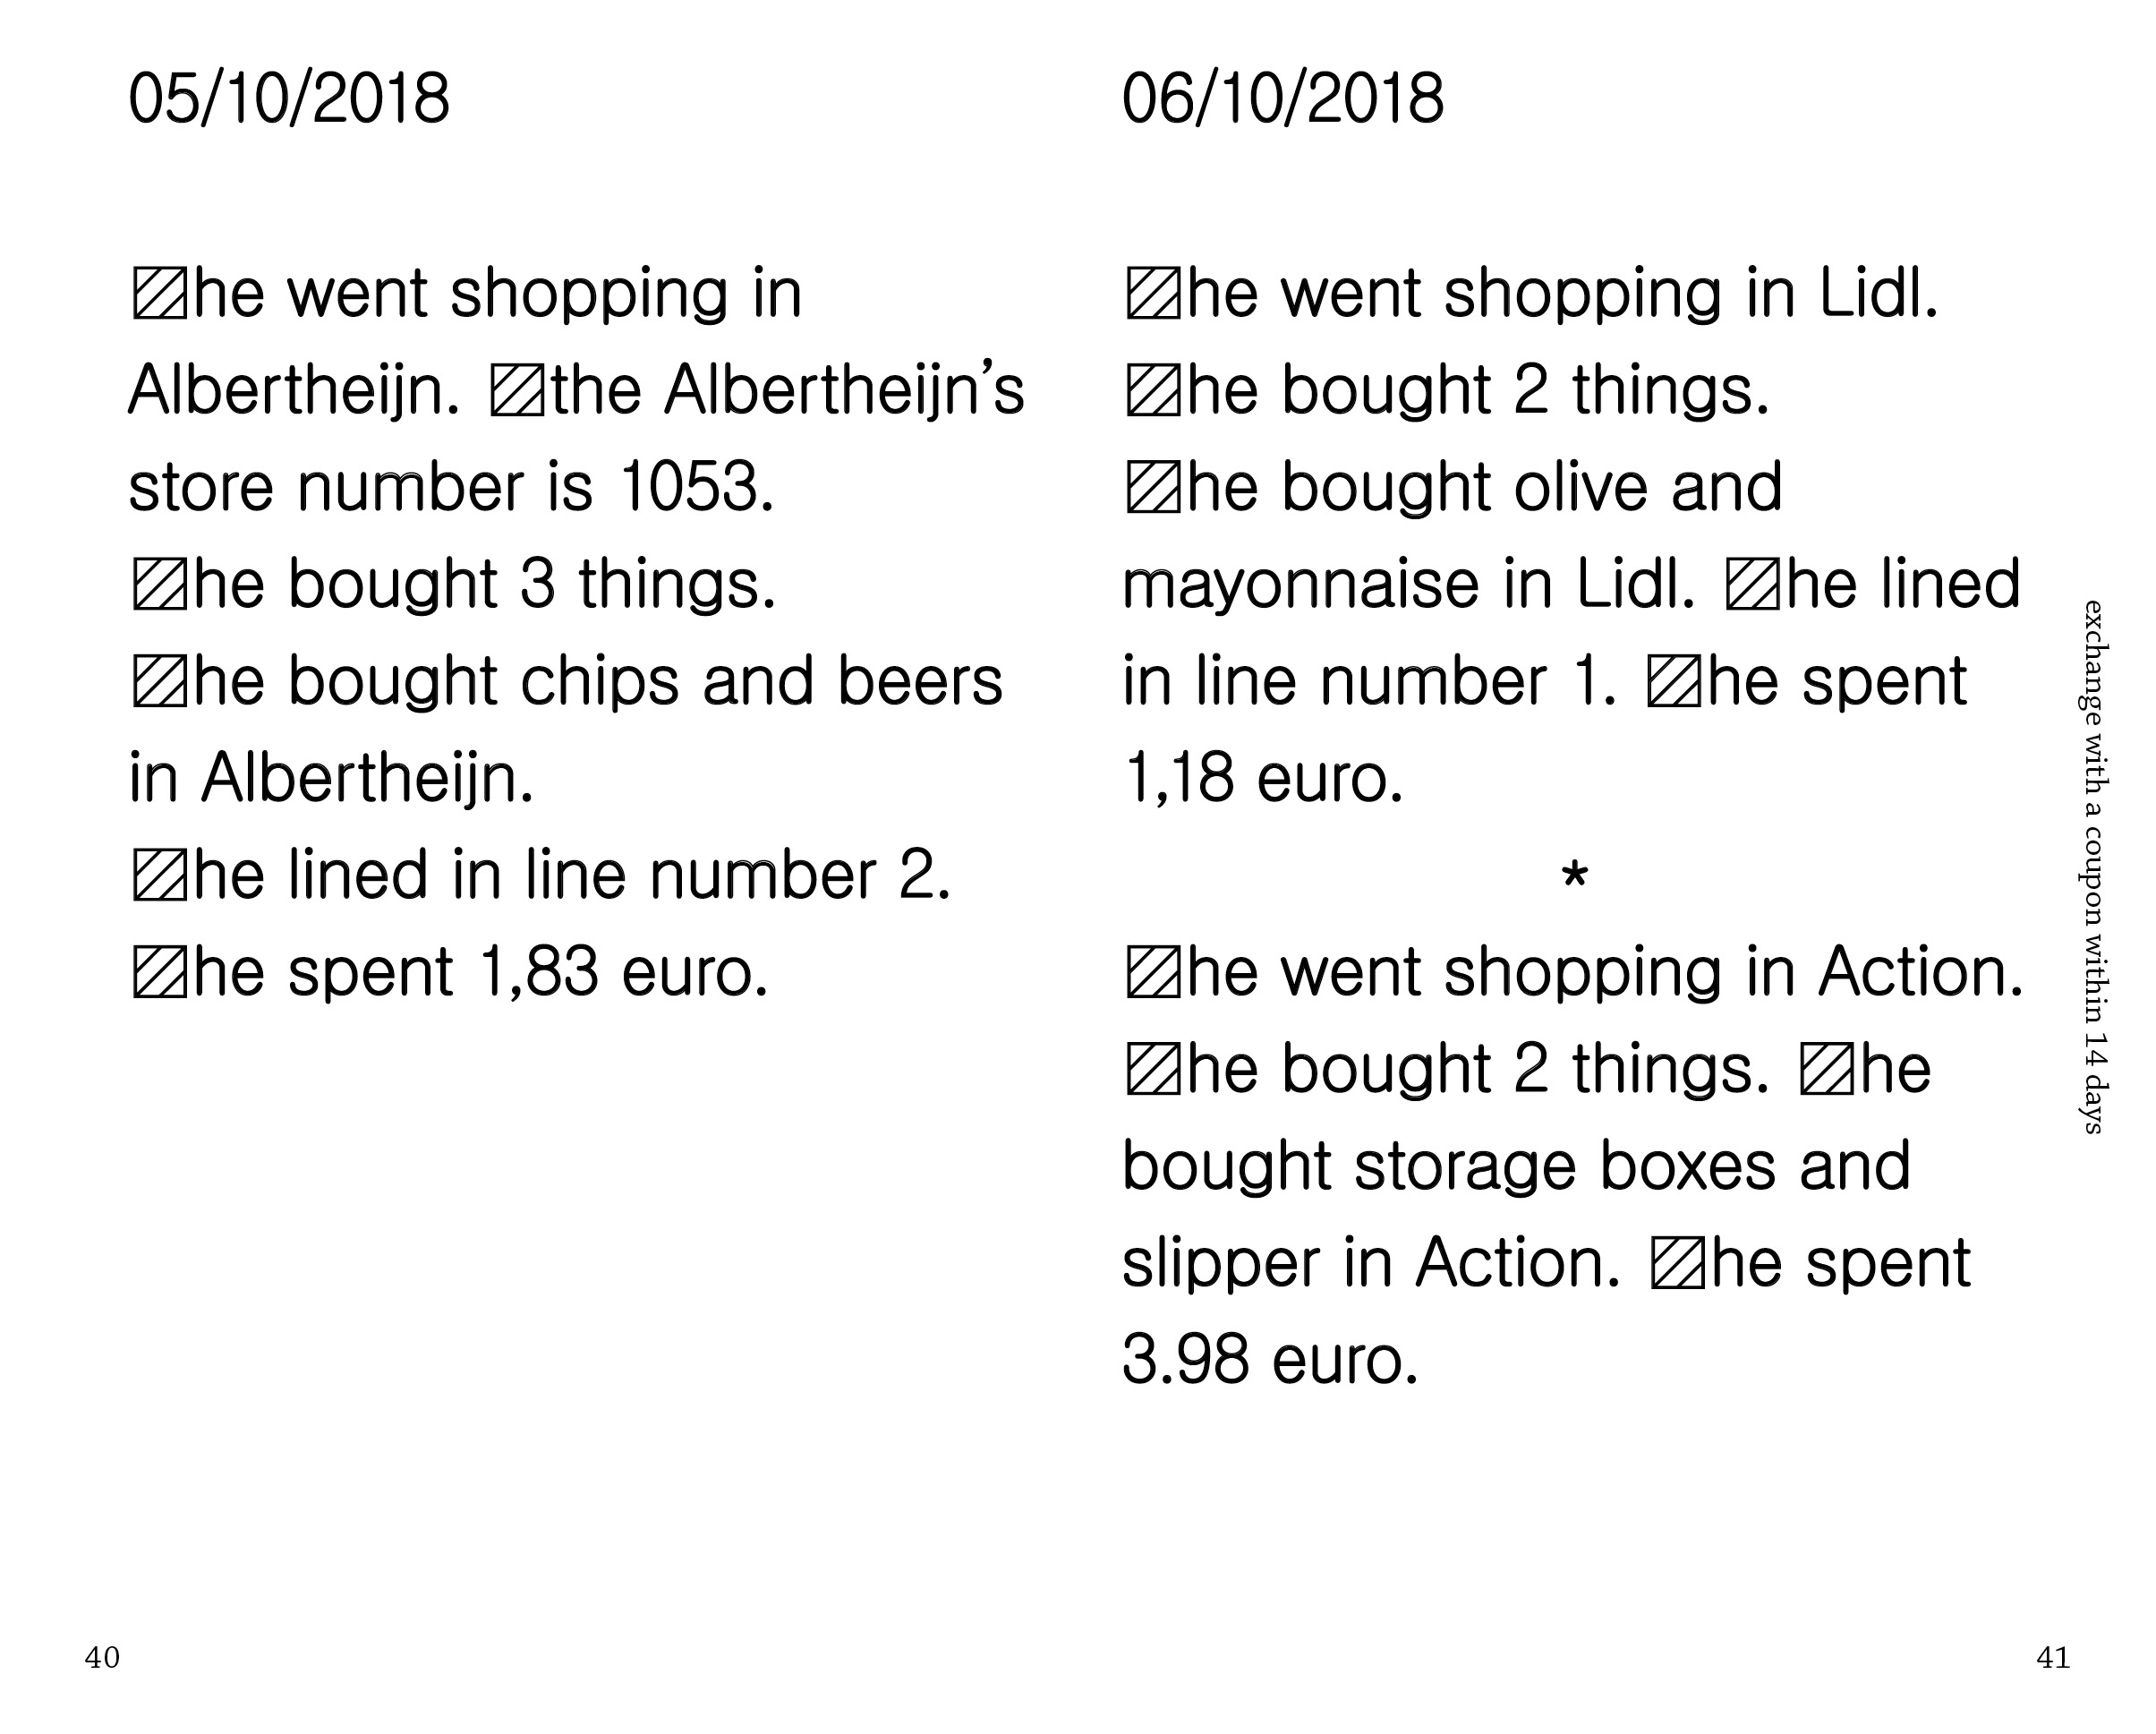 05/10/2018
▨he went shopping in
Albertheijn. ▨the Albertheijn’s
store number is 1053.
▨he bought 3 things.
▨he bought chips and beers
in Albertheijn.
▨he lined in line number 2.
▨he spent 1,83 euro.
40
06/10/2018
▨he went shopping in Lidl.
▨he bought 2 things.
▨he bought olive and
mayonnaise in Lidl. ▨he lined
in line number 1. ▨he spent
1,18 euro.
*
▨he went shopping in Action.
▨he bought 2 things. ▨he
bought storage boxes and
slipper in Action. ▨he spent
3.98 euro.
exchange with a coupon within 14 days
41